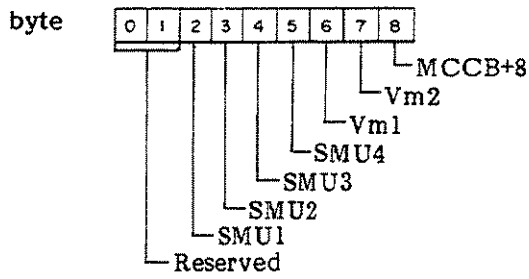 byte 0 1 2 3 4 5 6 7 8
MCCB+8
Vm2
Vm1
SMU4
SMU3
SMU2
SMU1
Reserved